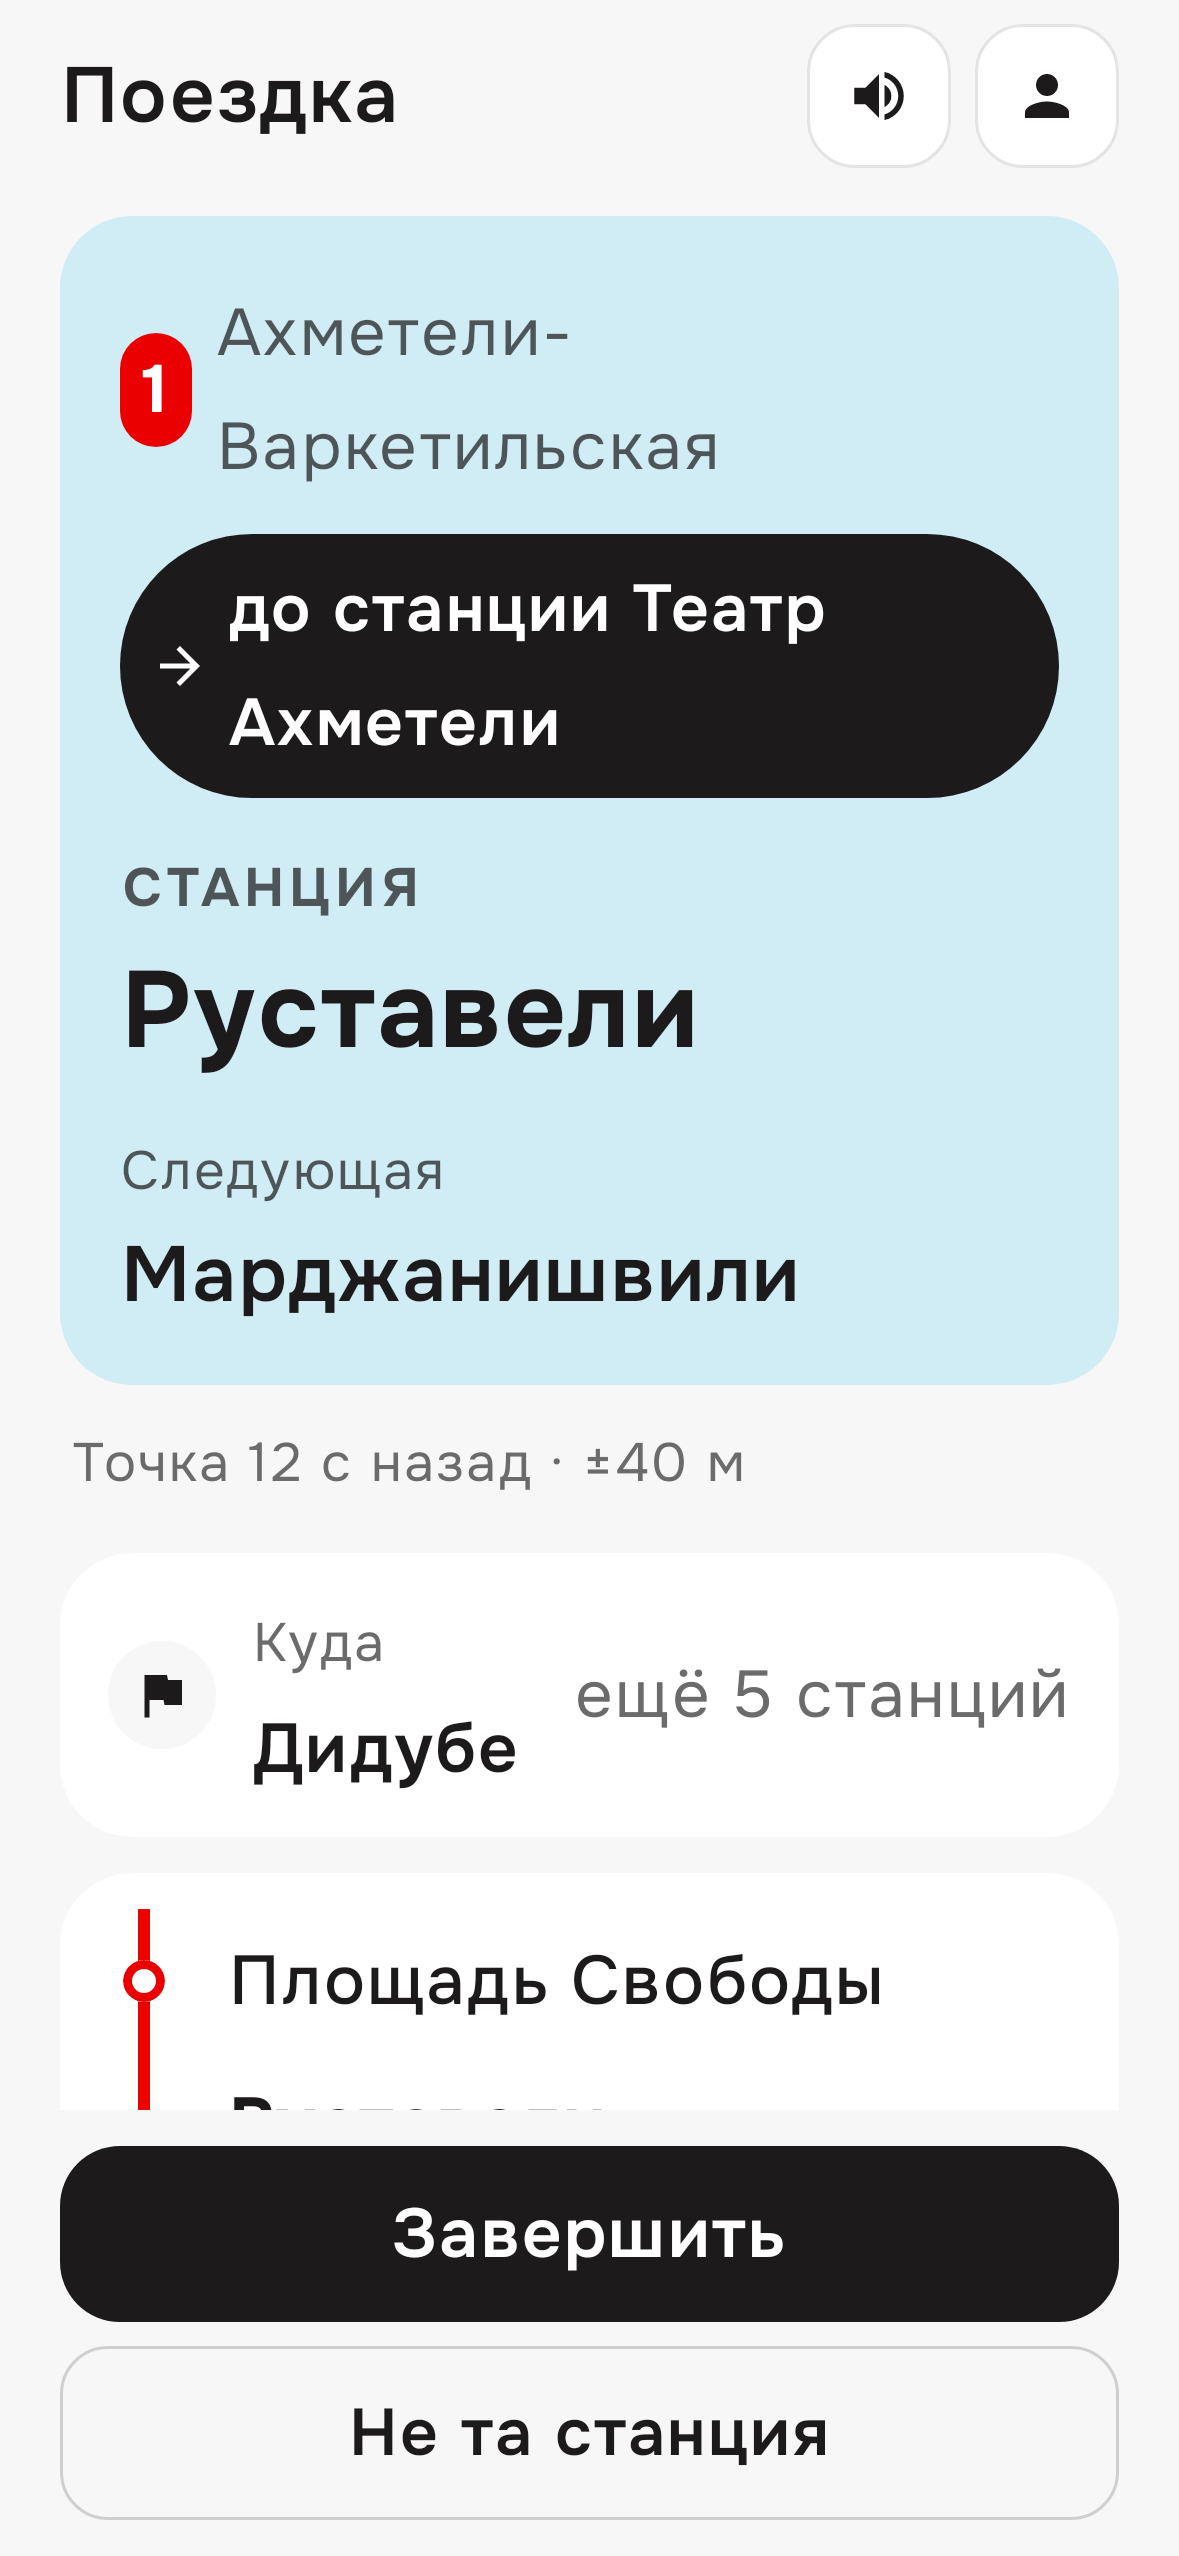 Поездка
1
Ахметели-
Варкетильская
до станции Театр
Ахметели
СТАНЦИЯ
Руставели
Следующая
Марджанишвили
Точка 12 с назад · ±40 м
Куда
Дидубе
ещё 5 станций
Площадь Свободы
Завершить
Не та станция